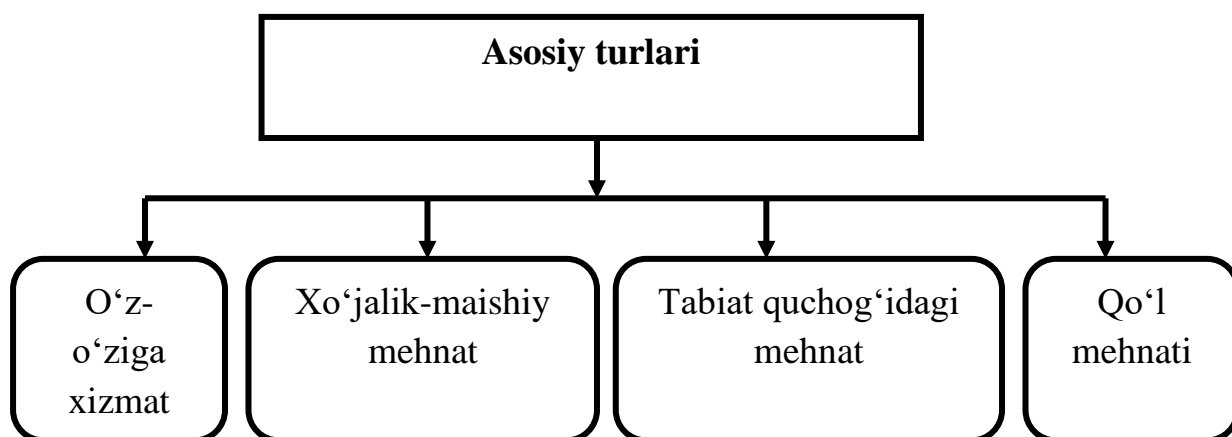 Asosiy turlari
O‘z-
o‘ziga
xizmat
Xo‘jalik-maishiy
mehnat
Tabiat quchog‘idagi
mehnat
Qo‘l
mehnati